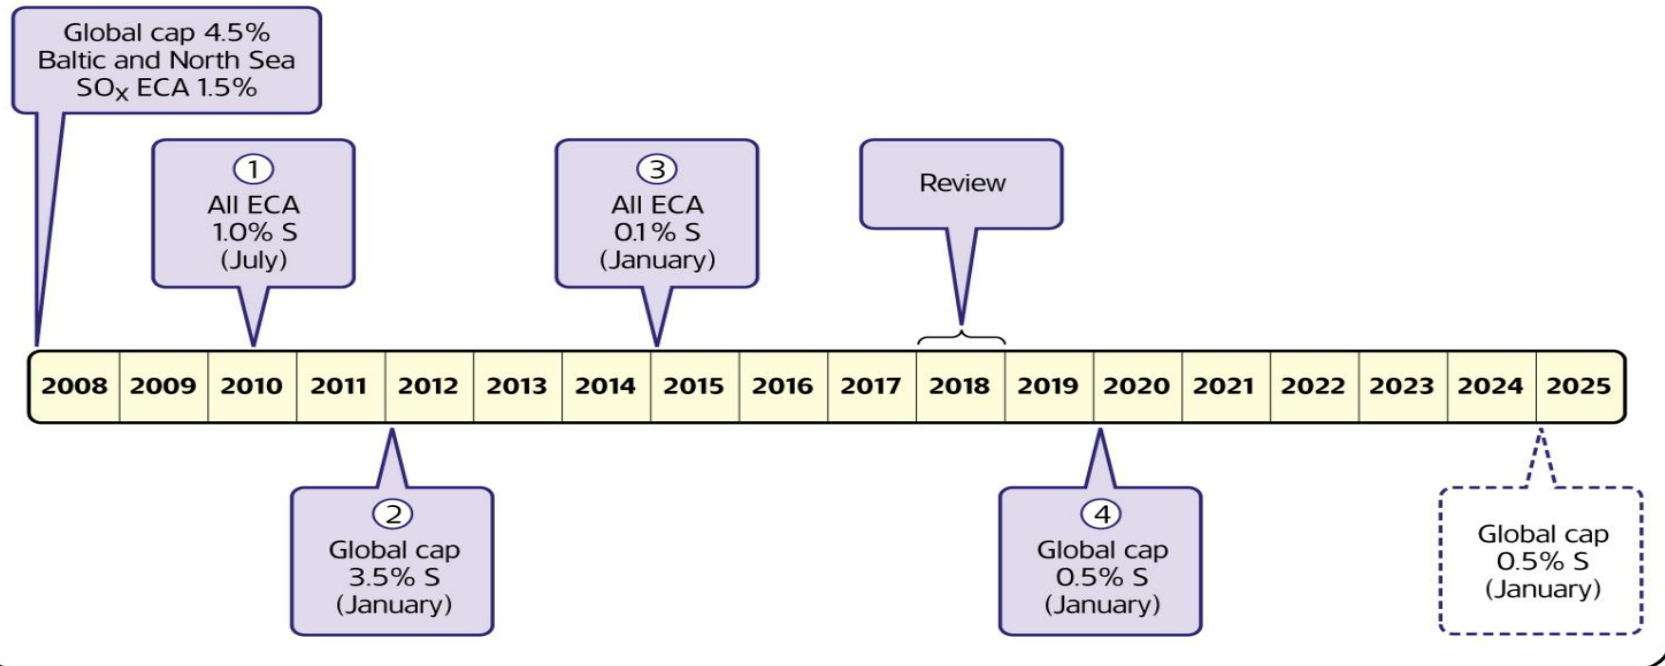 Global cap 4.5%
Baltic and North Sea
SOX ECA 1.5%
1
All ECA
1.0% S
(July)
3
All ECA
0.1% S
(January)
Review
2008 2009 2010 2011 2012 2013 2014 2015 2016 2017 2018 2019 2020 2021 2022 2023 2024 2025
2
Global cap
3.5% S
(January)
4
Global cap
0.5% S
(January)
Global cap
0.5% S
(January)